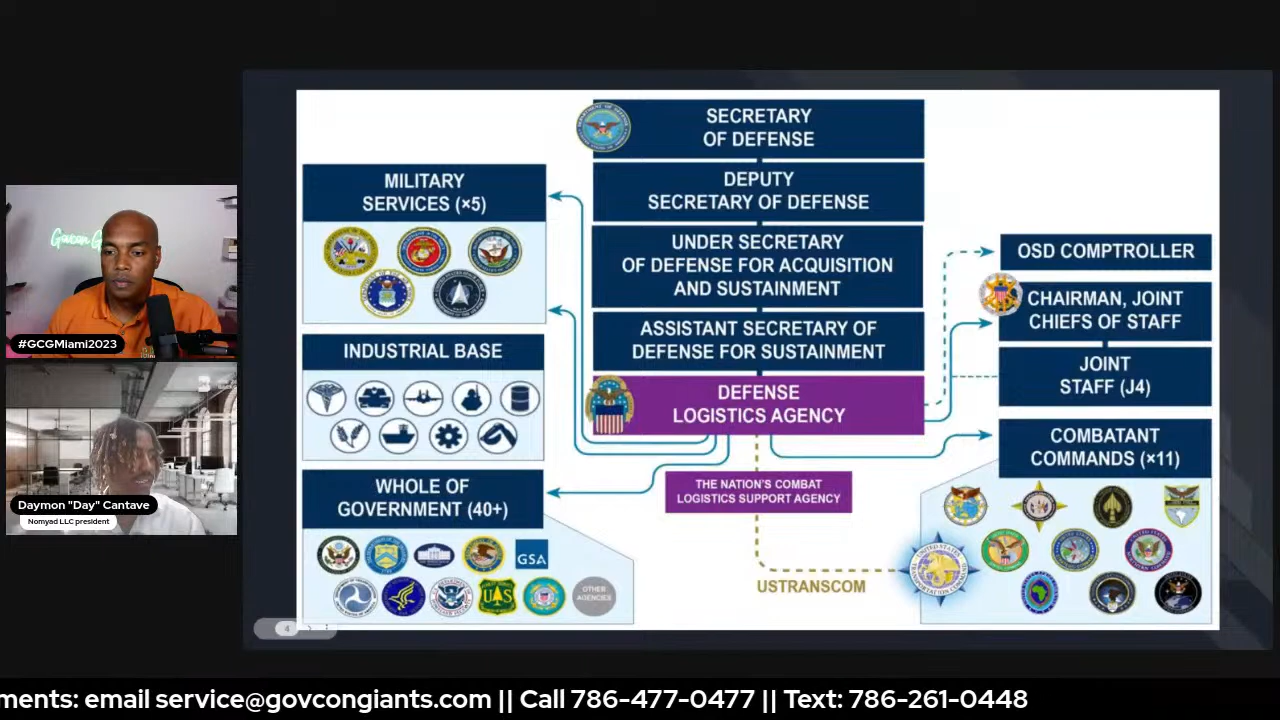 SECRETARY
OF DEFENSE
DEPUTY
SECRETARY OF DEFENSE
UNDER SECRETARY
OF DEFENSE FOR ACQUISITION
AND SUSTAINMENT
ASSISTANT SECRETARY OF
DEFENSE FOR SUSTAINMENT
DEFENSE
LOGISTICS AGENCY
THE NATION'S COMBAT
LOGISTICS SUPPORT AGENCY
USTRANSCOM
MILITARY
SERVICES (×5)
INDUSTRIAL BASE
WHOLE OF
GOVERNMENT (40+)
GSA
UAS
OTHER
AGENCIES
OSD COMPTROLLER
CHAIRMAN, JOINT
CHIEFS OF STAFF
JOINT
STAFF (J4)
COMBATANT
COMMANDS (×11)
4
Govcon G
#GCGMiami2023
Daymon "Day" Cantave
Nomyad LLC president
ments: email service@govcongiants.com || Call 786-477-0477 || Text: 786-261-0448